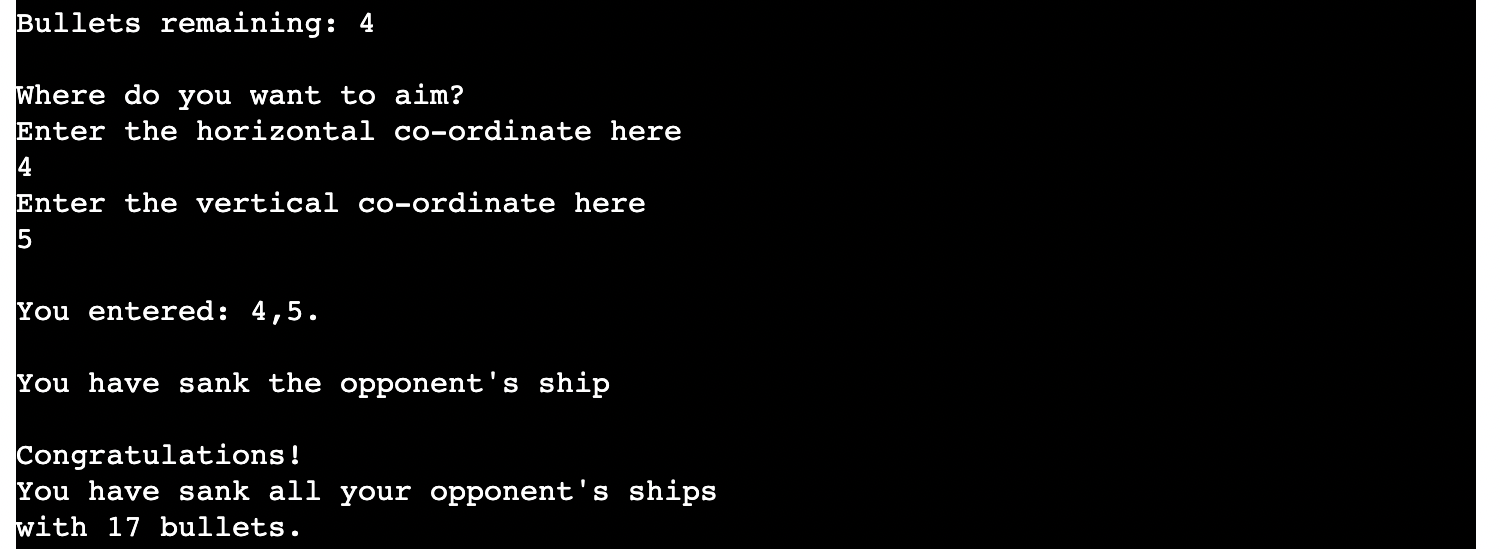 Bullets remaining: 4
Where do you want to aim?
Enter the horizontal co-ordinate here
4
Enter the vertical co-ordinate here
5
You entered: 4,5.
You have sank the opponent's ship
Congratulations!
You have sank all your opponent's ships
with 17 bullets.